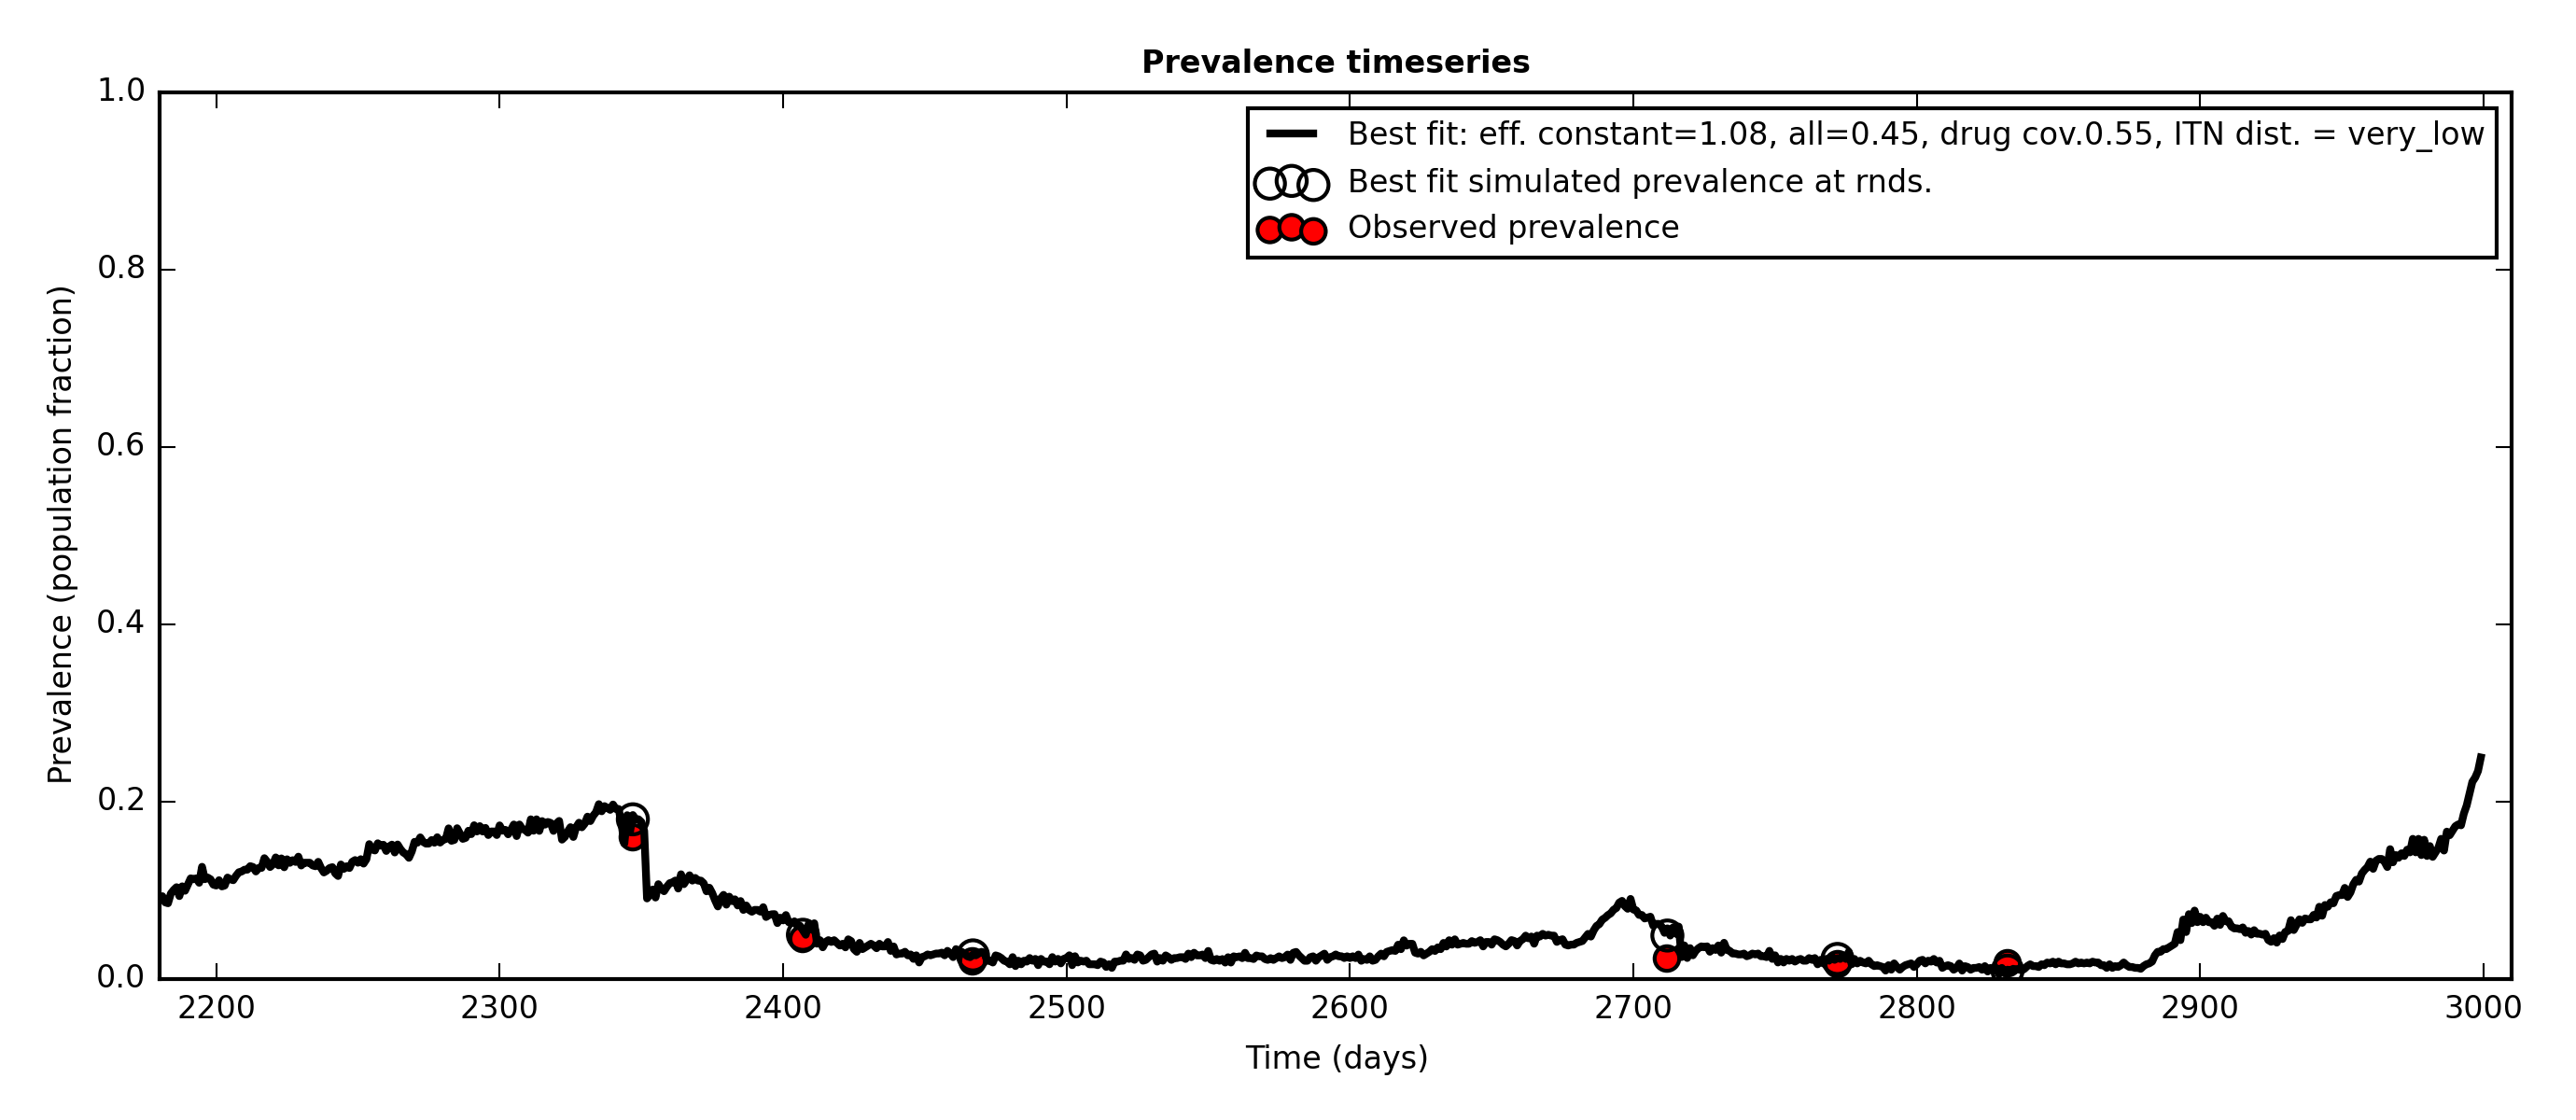 Prevalence timeseries
1.0
0.8
0.6
0.4
0.2
0.0
Prevalence (population fraction)
Best fit: eff. constant=1.08, all=0.45, drug cov.0.55, ITN dist. = very_low
Best fit simulated prevalence at rnds.
Observed prevalence
2200 2300 2400 2500 2600 2700 2800 2900 3000
Time (days)